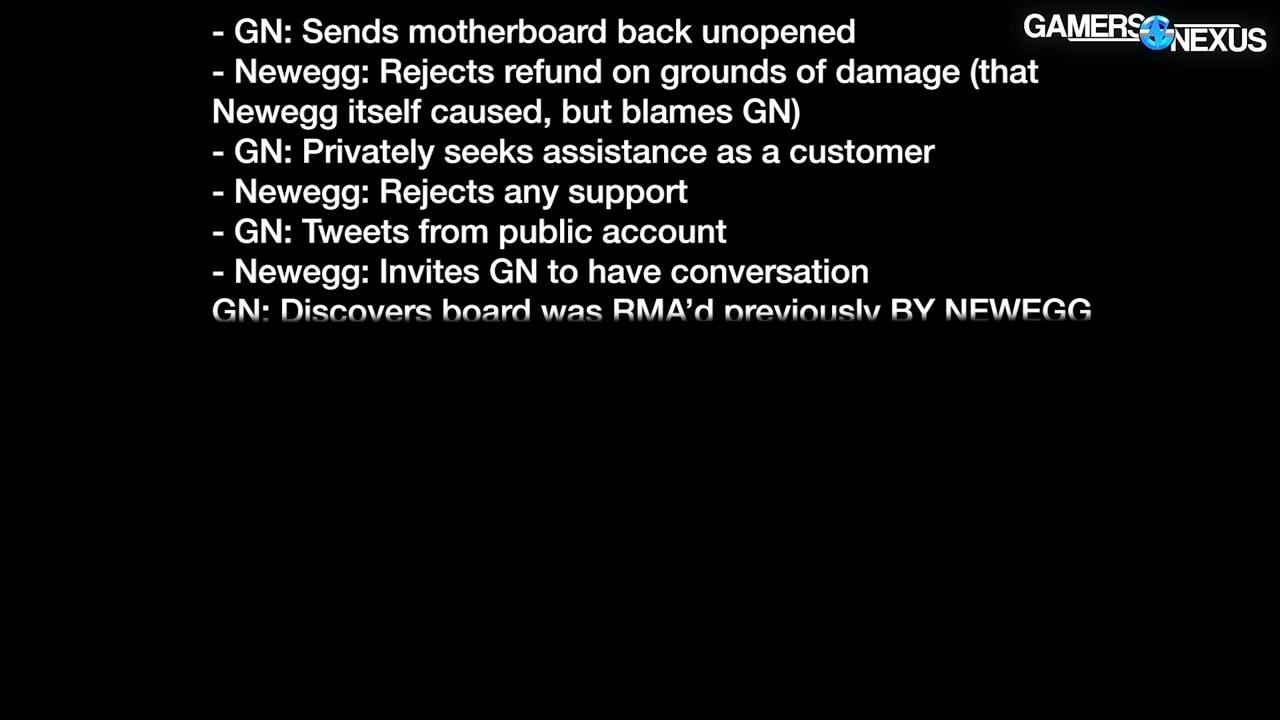 GAMERS NEXUS
- GN: Sends motherboard back unopened
- Newegg: Rejects refund on grounds of damage (that
Newegg itself caused, but blames GN)
- GN: Privately seeks assistance as a customer
- Newegg: Rejects any support
- GN: Tweets from public account
- Newegg: Invites GN to have conversation
GN: Discovers board was RMA’d previously BY NEWEGG